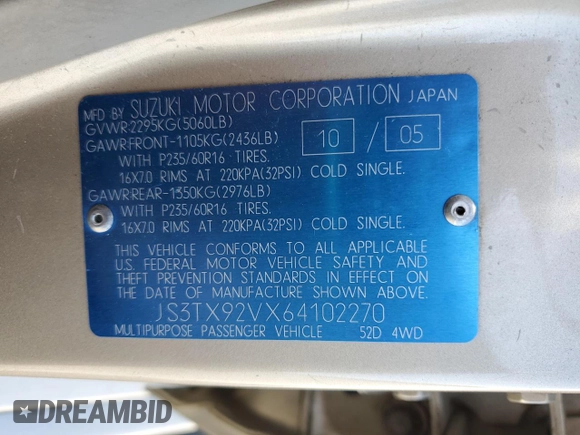 MFD BY SUZUKI MOTOR CORPORATION JAPAN
GVWR-2295KG(5060LB)
GAWR:FRONT-1105KG(2436LB) 10 / 05
WITH P235/60R16 TIRES.
16X7.0 RIMS AT 220KPA(32PSI) COLD SINGLE.
GAWR:REAR-1350KG(2976LB)
WITH P235/60R16 TIRES.
16X7.0 RIMS AT 220KPA(32PSI) COLD SINGLE.
THIS VEHICLE CONFORMS TO ALL APPLICABLE
U.S. FEDERAL MOTOR VEHICLE SAFETY AND
THEFT PREVENTION STANDARDS IN EFFECT ON
THE DATE OF MANUFACTURE SHOWN ABOVE.
JS3TX92VX64102270
MULTIPURPOSE PASSENGER VEHICLE 52D 4WD
DREAMBID